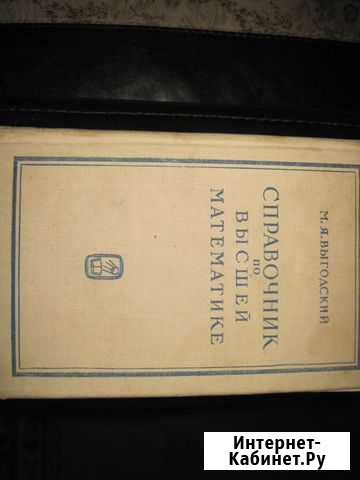 М.Я.ВЫГОДСКИЙ
СПРАВОЧНИК
ПО
ВЫСШЕЙ
МАТЕМАТИКЕ
Интернет-
Кабинет.Ру